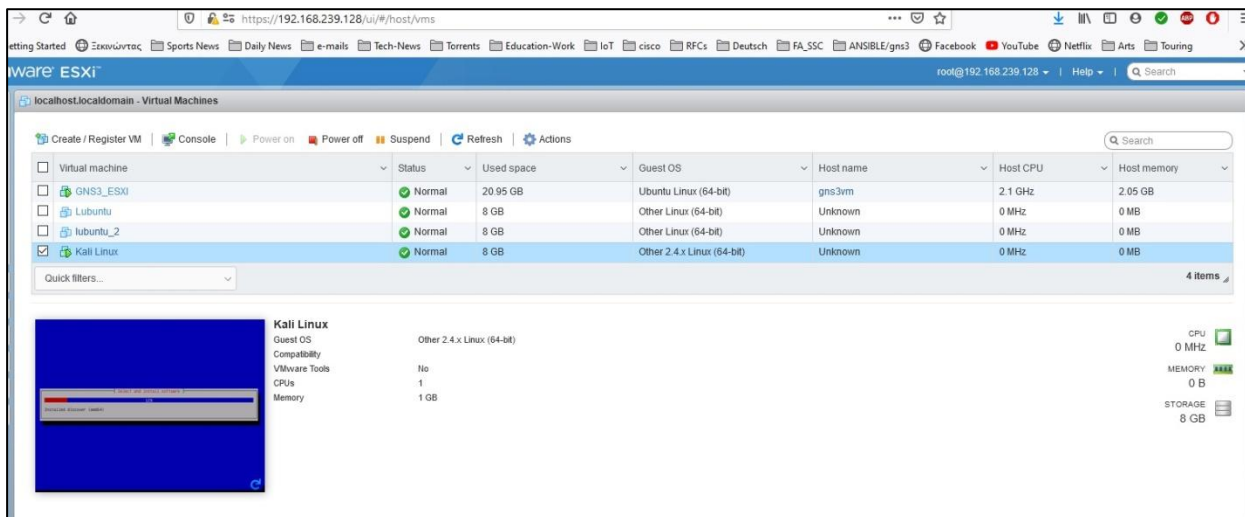 https://192.168.239.128/ui/#/host/vms
etting Started Ξεκινώντας Sports News Daily News e-mails Tech-News Torrents Education-Work IoT cisco RFCs Deutsch FA_SSC ANSIBLE/gns3 Facebook YouTube Netflix Arts Touring
ware ESXi root@192.168.239.128 | Help | Search
localhost.localdomain - Virtual Machines
Create / Register VM | Console | Power on Power off Suspend | Refresh | Actions Search
Virtual machine Status Used space Guest OS Host name Host CPU Host memory
GNS3_ESXI Normal 20.95 GB Ubuntu Linux (64-bit) gns3vm 2.1 GHz 2.05 GB
Lubuntu Normal 8 GB Other Linux (64-bit) Unknown 0 MHz 0 MB
lubuntu_2 Normal 8 GB Other Linux (64-bit) Unknown 0 MHz 0 MB
Kali Linux Normal 8 GB Other 2.4.x Linux (64-bit) Unknown 0 MHz 0 MB
Quick filters... 4 items
Kali Linux
Guest OS Other 2.4.x Linux (64-bit)
Compatibility
VMware Tools No
CPUs 1
Memory 1 GB
CPU
0 MHz
MEMORY
0 B
STORAGE
8 GB